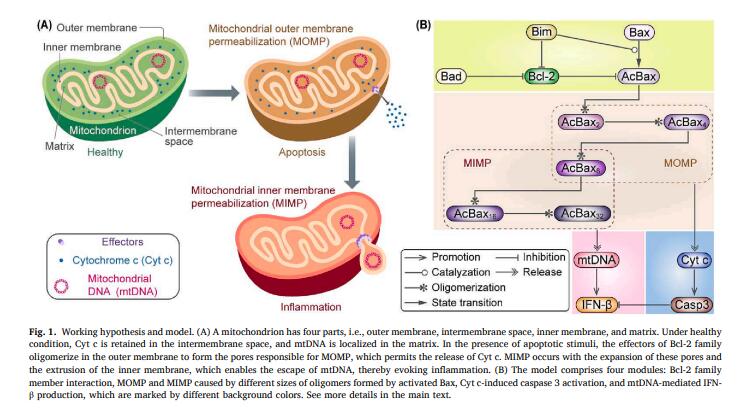 (A)
Outer membrane
Inner membrane
Mitochondrion
Matrix
Healthy
Intermembrane
space
Mitochondrial outer membrane
permeabilization (MOMP)
Apoptosis
Mitochondrial inner membrane
permeabilization (MIMP)
Inflammation
Effectors
Cytochrome c (Cyt c)
Mitochondrial
DNA (mtDNA)
(B)
Bim
Bax
Bad
Bcl-2
AcBax
AcBax2
AcBax4
MIMP
AcBax8
MOMP
AcBax16
AcBax32
Promotion
Inhibition
Catalyzation
Release
Oligomerization
State transition
mtDNA
Cyt c
IFN-β
Casp3
Fig. 1. Working hypothesis and model. (A) A mitochondrion has four parts, i.e., outer membrane, intermembrane space, inner membrane, and matrix. Under healthy
condition, Cyt c is retained in the intermembrane space, and mtDNA is localized in the matrix. In the presence of apoptotic stimuli, the effectors of Bcl-2 family
oligomerize in the outer membrane to form the pores responsible for MOMP, which permits the release of Cyt c. MIMP occurs with the expansion of these pores and
the extrusion of the inner membrane, which enables the escape of mtDNA, thereby evoking inflammation. (B) The model comprises four modules: Bcl-2 family
member interaction, MOMP and MIMP caused by different sizes of oligomers formed by activated Bax, Cyt c-induced caspase 3 activation, and mtDNA-mediated IFN-
β production, which are marked by different background colors. See more details in the main text.